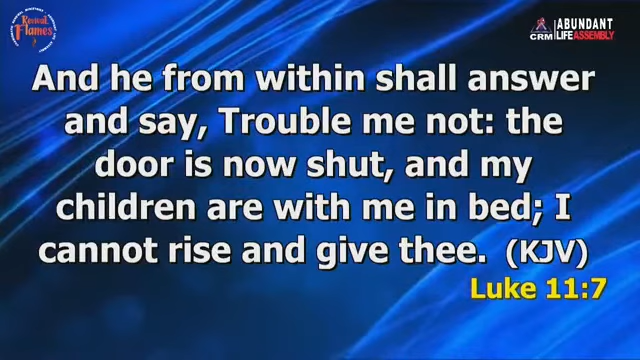 Revival
Flames
CRM
ABUNDANT
LIFE ASSEMBLY
And he from within shall answer
and say, Trouble me not: the
door is now shut, and my
children are with me in bed; I
cannot rise and give thee. (KJV)
Luke 11:7